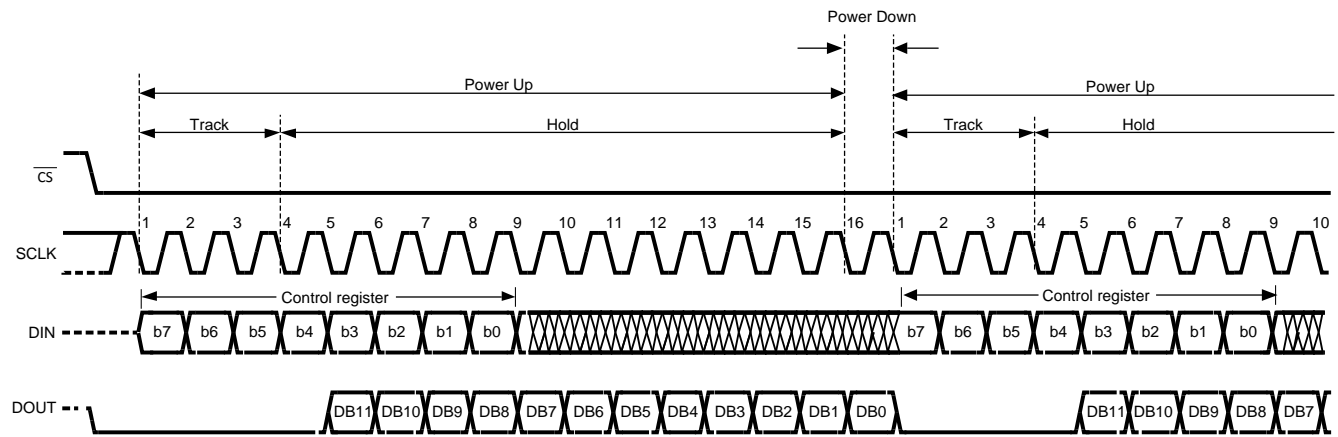 Power Down
Power Up Power Up
Track Hold Track Hold
CS
1 2 3 4 5 6 7 8 9 10 11 12 13 14 15 16 1 2 3 4 5 6 7 8 9 10
SCLK
Control register Control register
DIN b7 b6 b5 b4 b3 b2 b1 b0 b7 b6 b5 b4 b3 b2 b1 b0
DOUT DB11 DB10 DB9 DB8 DB7 DB6 DB5 DB4 DB3 DB2 DB1 DB0 DB11 DB10 DB9 DB8 DB7